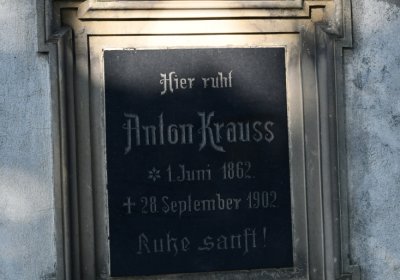 Hier ruht
Anton Krauss
* 1. Juni 1862.
✝ 28. September 1902
Ruhe sanft!